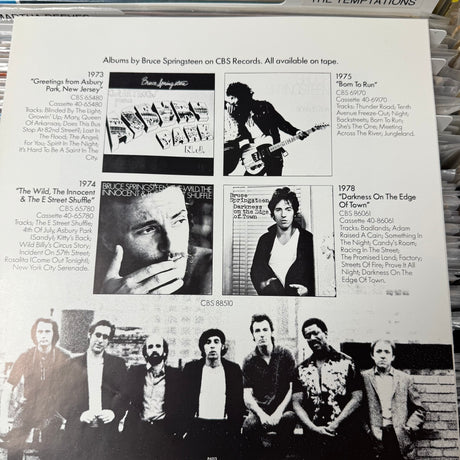 THE TEMPTATIONS
Albums by Bruce Springsteen on CBS Records. All available on tape.
1973
"Greetings from Asbury
Park, New Jersey"
CBS 65480
Cassette 40-65480
Tracks: Blinded By The Light;
Growin' Up; Mary, Queen
of Arkansas; Does This Bus
Stop At 82nd Street?; Lost
In The Flood; The Angel;
For You; Spirit In The Night;
It's Hard To Be A Saint In The
City.
Bruce Springsteen
1975
"Born To Run"
CBS 69170
Cassette 40-69170
Tracks: Thunder Road; Tenth
Avenue Freeze Out; Night;
Backstreets; Born To Run;
She's The One; Meeting
Across The River; Jungleland.
1974
"The Wild, The Innocent
& The E Street Shuffle"
CBS 65780
Cassette 40-65780
Tracks: The E Street Shuffle;
4th Of July, Asbury Park
(Sandy); Kitty's Back;
Wild Billy's Circus Story;
Incident On 57th Street;
Rosalita (Come Out Tonight);
New York City Serenade.
BRUCE SPRINGSTEEN THE WILD, THE
INNOCENT & THE E STREET SHUFFLE
Bruce Springsteen
Darkness
on the Edge
of Town
1978
"Darkness On The Edge
Of Town"
CBS 86061
Cassette 40-86061
Tracks: Badlands; Adam
Raised A Cain; Something In
The Night; Candy's Room;
Racing In The Street;
The Promised Land; Factory;
Streets Of Fire; Prove It All
Night; Darkness On The
Edge Of Town.
CBS 88510